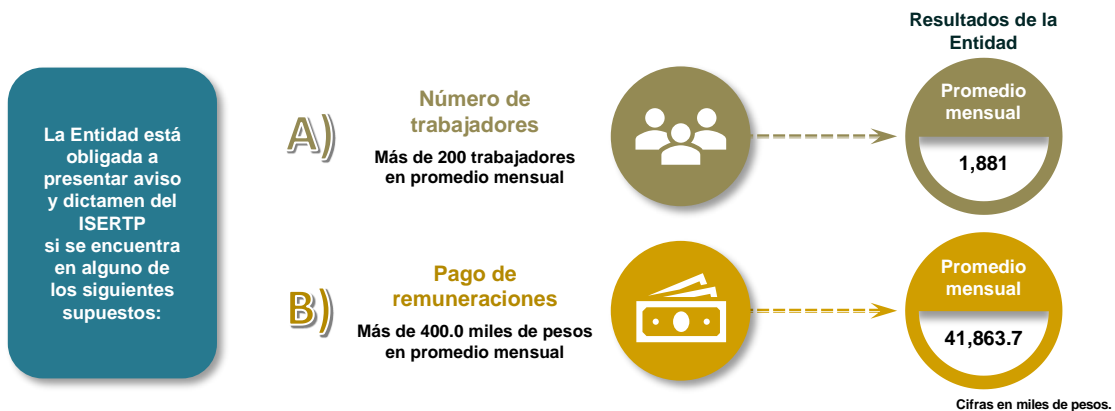 Resultados de la
Entidad
La Entidad está
obligada a
presentar aviso
y dictamen del
ISERTP
si se encuentra
en alguno de
los siguientes
supuestos:
A)
Número de
trabajadores
Más de 200 trabajadores
en promedio mensual
Promedio
mensual
1,881
B)
Pago de
remuneraciones
Más de 400.0 miles de pesos
en promedio mensual
Promedio
mensual
41,863.7
Cifras en miles de pesos.